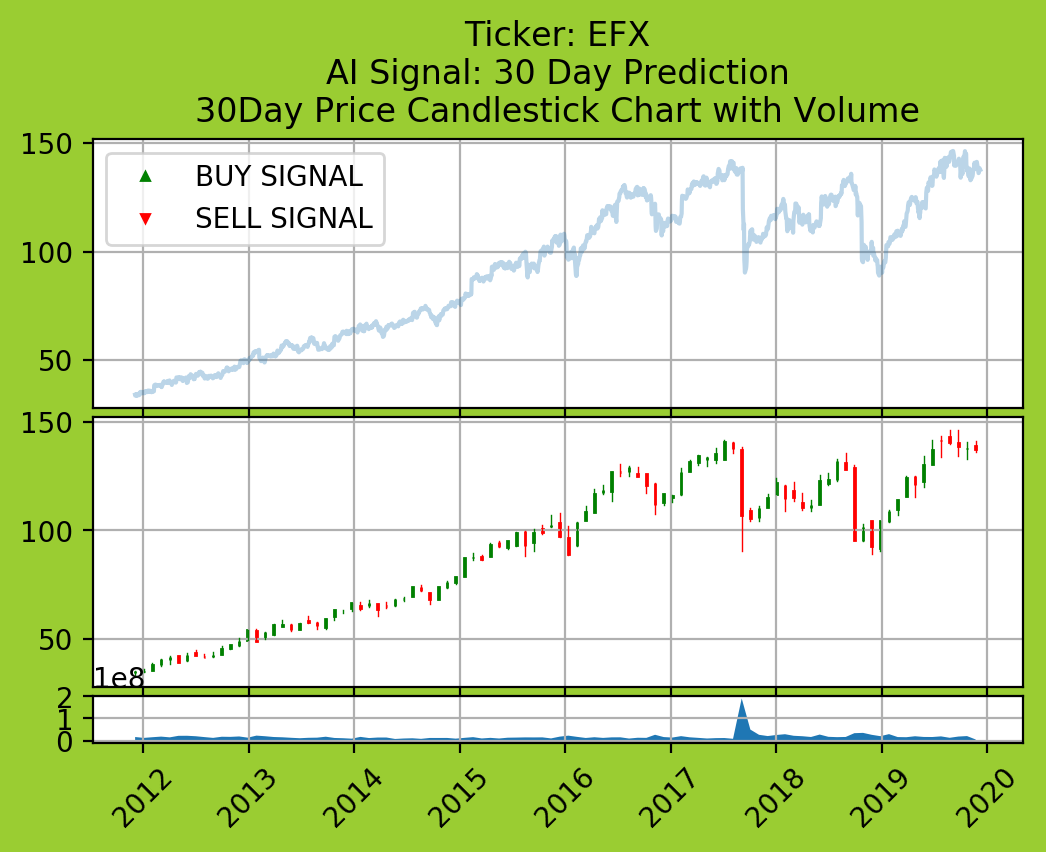 Ticker: EFX
AI Signal: 30 Day Prediction
30Day Price Candlestick Chart with Volume
150
BUY SIGNAL
SELL SIGNAL
100
50
150
100
50
1e8
2
1
0
2012 2013 2014 2015 2016 2017 2018 2019 2020